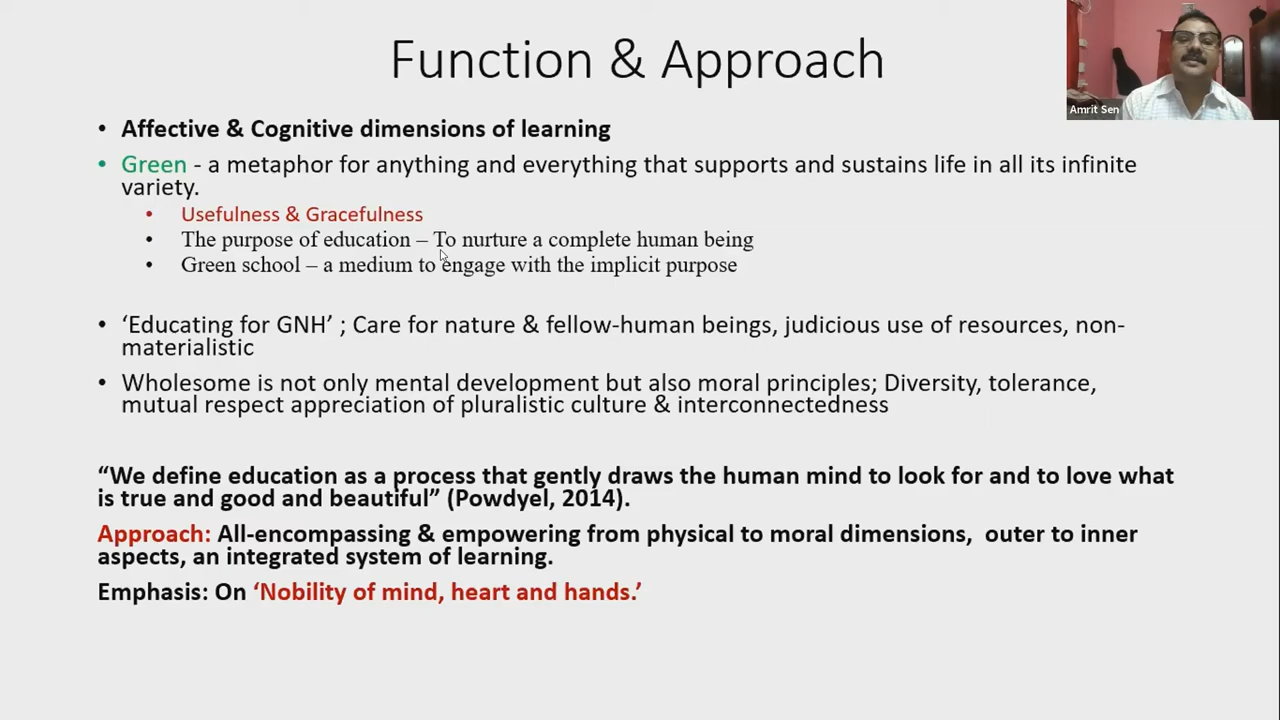 Function & Approach
Amrit Sen
• Affective & Cognitive dimensions of learning
• Green - a metaphor for anything and everything that supports and sustains life in all its infinite
variety.
• Usefulness & Gracefulness
• The purpose of education – To nurture a complete human being
• Green school – a medium to engage with the implicit purpose
• ‘Educating for GNH’ ; Care for nature & fellow-human beings, judicious use of resources, non-
materialistic
• Wholesome is not only mental development but also moral principles; Diversity, tolerance,
mutual respect appreciation of pluralistic culture & interconnectedness
“We define education as a process that gently draws the human mind to look for and to love what
is true and good and beautiful” (Powdyel, 2014).
Approach: All-encompassing & empowering from physical to moral dimensions, outer to inner
aspects, an integrated system of learning.
Emphasis: On ‘Nobility of mind, heart and hands.’